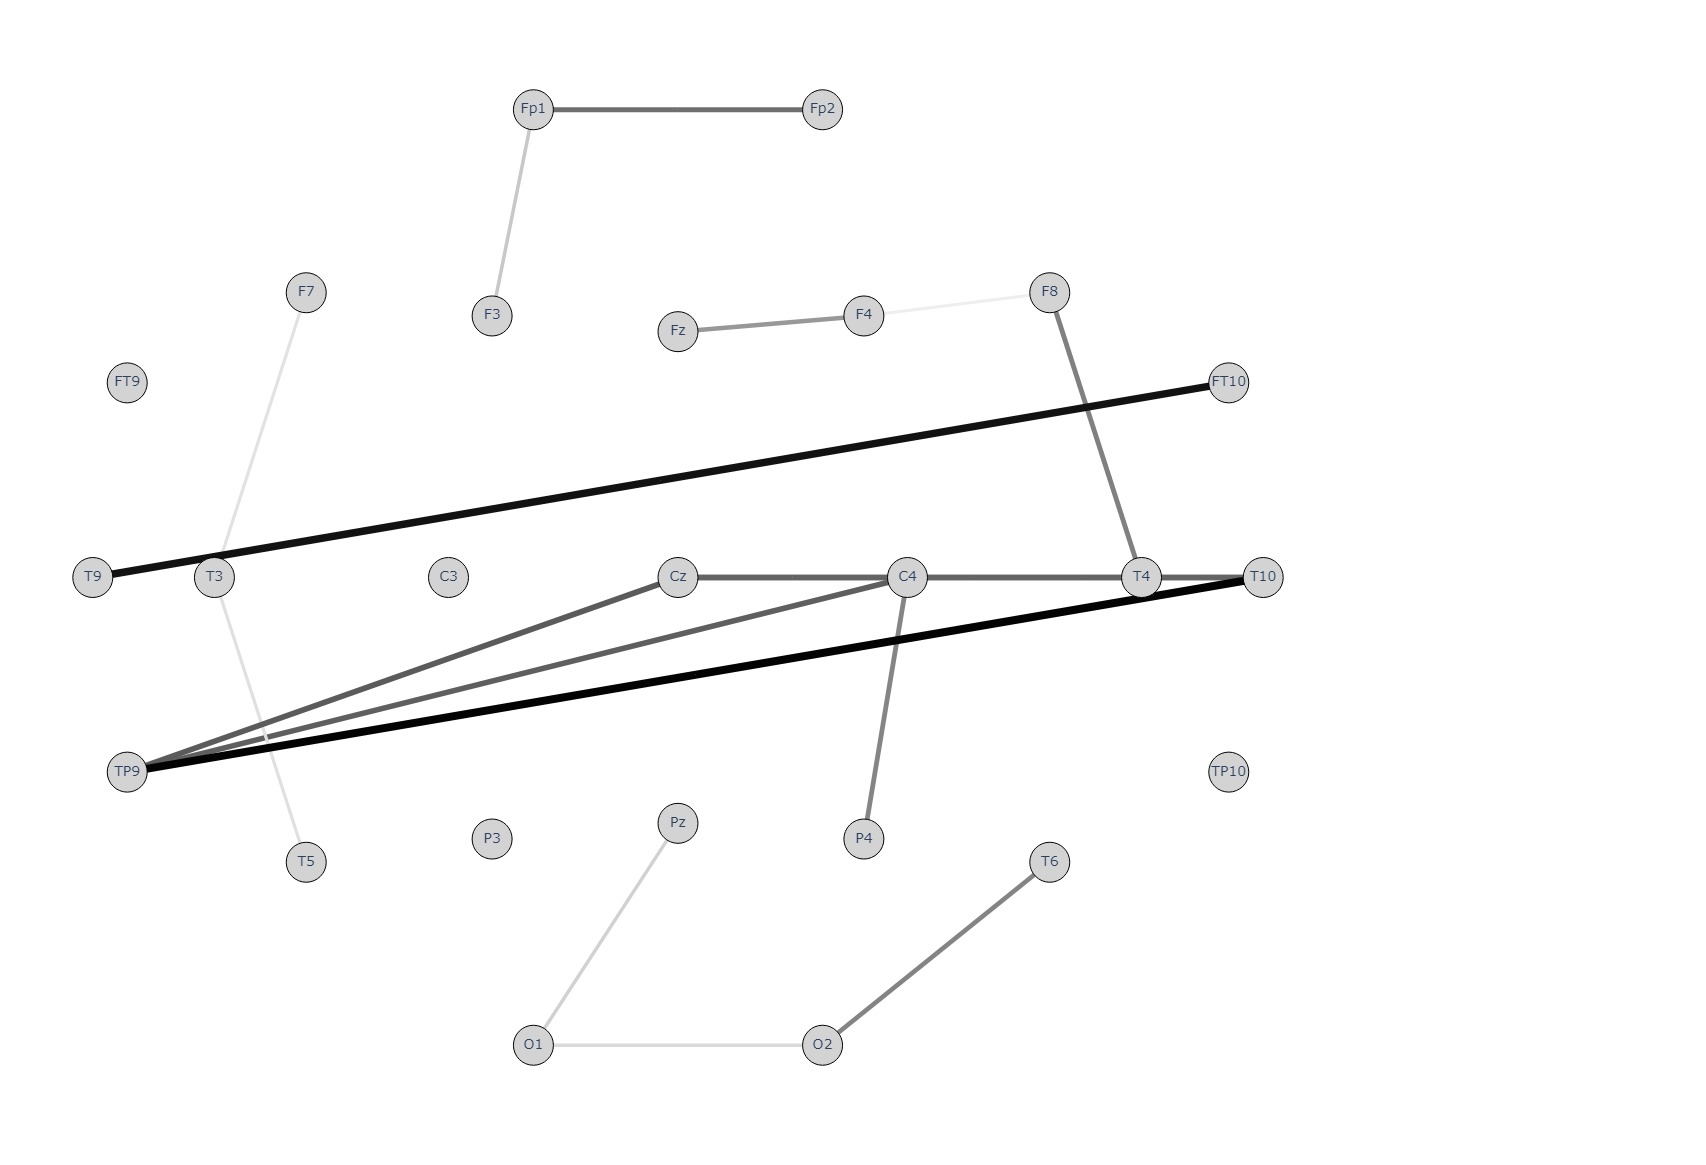 Fp1 Fp2
F7 F3 Fz F4 F8
FT9 FT10
T9 T3 C3 Cz C4 T4 T10
TP9 TP10
T5 P3 Pz P4 T6
O1 O2